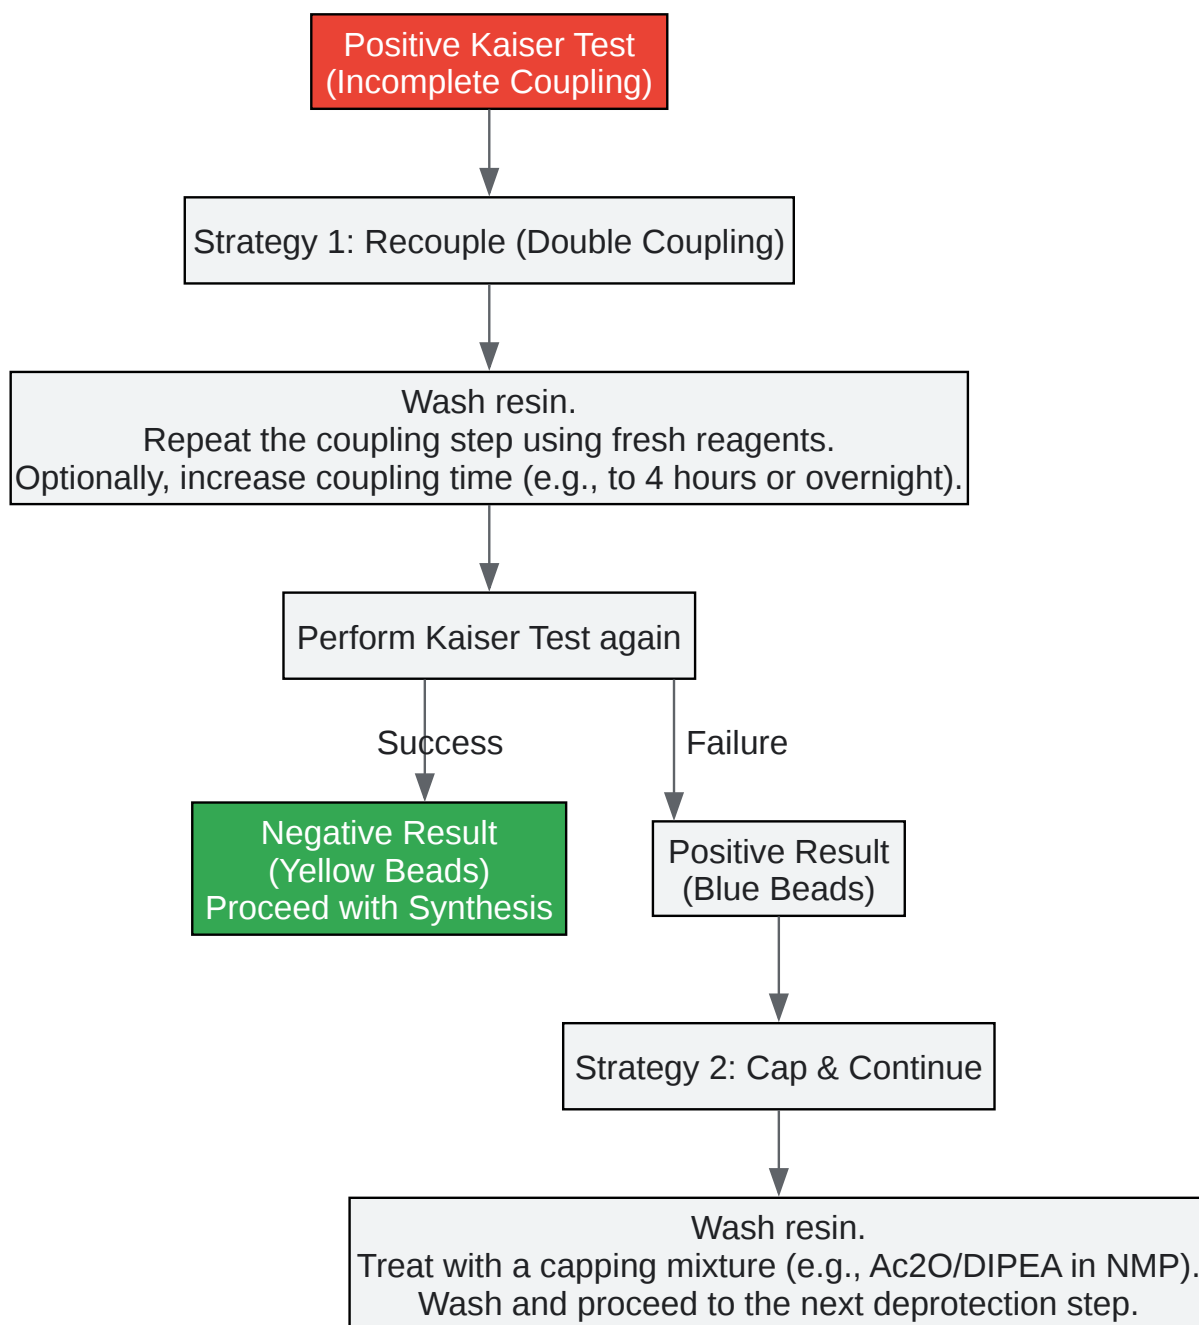 Positive Kaiser Test
(Incomplete Coupling)
Strategy 1: Recouple (Double Coupling)
Wash resin.
Repeat the coupling step using fresh reagents.
Optionally, increase coupling time (e.g., to 4 hours or overnight).
Perform Kaiser Test again
Success
Failure
Negative Result
(Yellow Beads)
Proceed with Synthesis
Positive Result
(Blue Beads)
Strategy 2: Cap & Continue
Wash resin.
Treat with a capping mixture (e.g., Ac2O/DIPEA in NMP).
Wash and proceed to the next deprotection step.